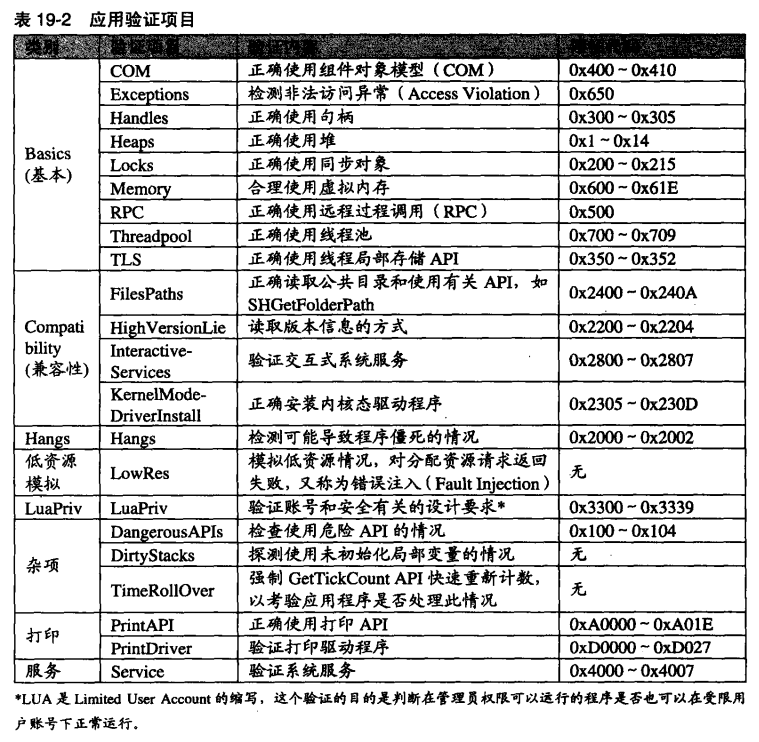 表 19-2 应用验证项目
类别
Basics
(基本)
COM 正确使用组件对象模型（COM） 0x400 ~ 0x410
Exceptions 检测非法访问异常（Access Violation） 0x650
Handles 正确使用句柄 0x300 ~ 0x305
Heaps 正确使用堆 0x1 ~ 0x14
Locks 正确使用同步对象 0x200 ~ 0x215
Memory 合理使用虚拟内存 0x600 ~ 0x61E
RPC 正确使用远程过程调用（RPC） 0x500
Threadpool 正确使用线程池 0x700 ~ 0x709
TLS 正确使用线程局部存储 API 0x350 ~ 0x352
Compati
bility
(兼容性)
FilesPaths 正确读取公共目录和使用有关 API，如
SHGetFolderPath 0x2400 ~ 0x240A
HighVersionLie 读取版本信息的方式 0x2200 ~ 0x2204
Interactive-
Services 验证交互式系统服务 0x2800 ~ 0x2807
KernelMode-
DriverInstall 正确安装内核态驱动程序 0x2305 ~ 0x230D
Hangs Hangs 检测可能导致程序僵死的情况 0x2000 ~ 0x2002
低资源
模拟
LowRes 模拟低资源情况，对分配资源请求返回
失败，又称为错误注入（Fault Injection） 无
LuaPriv LuaPriv 验证账号和安全有关的设计要求* 0x3300 ~ 0x3339
杂项
DangerousAPIs 检查使用危险 API 的情况 0x100 ~ 0x104
DirtyStacks 探测使用未初始化局部变量的情况 无
TimeRollOver 强制 GetTickCount API 快速重新计数，
以考验应用程序是否处理此情况 无
打印
PrintAPI 正确使用打印 API 0xA0000 ~ 0xA01E
PrintDriver 验证打印驱动程序 0xD0000 ~ 0xD027
服务 Service 验证系统服务 0x4000 ~ 0x4007
*LUA 是 Limited User Account 的缩写，这个验证的目的是判断在管理员权限可以运行的程序是否也可以在受限用
户账号下正常运行。